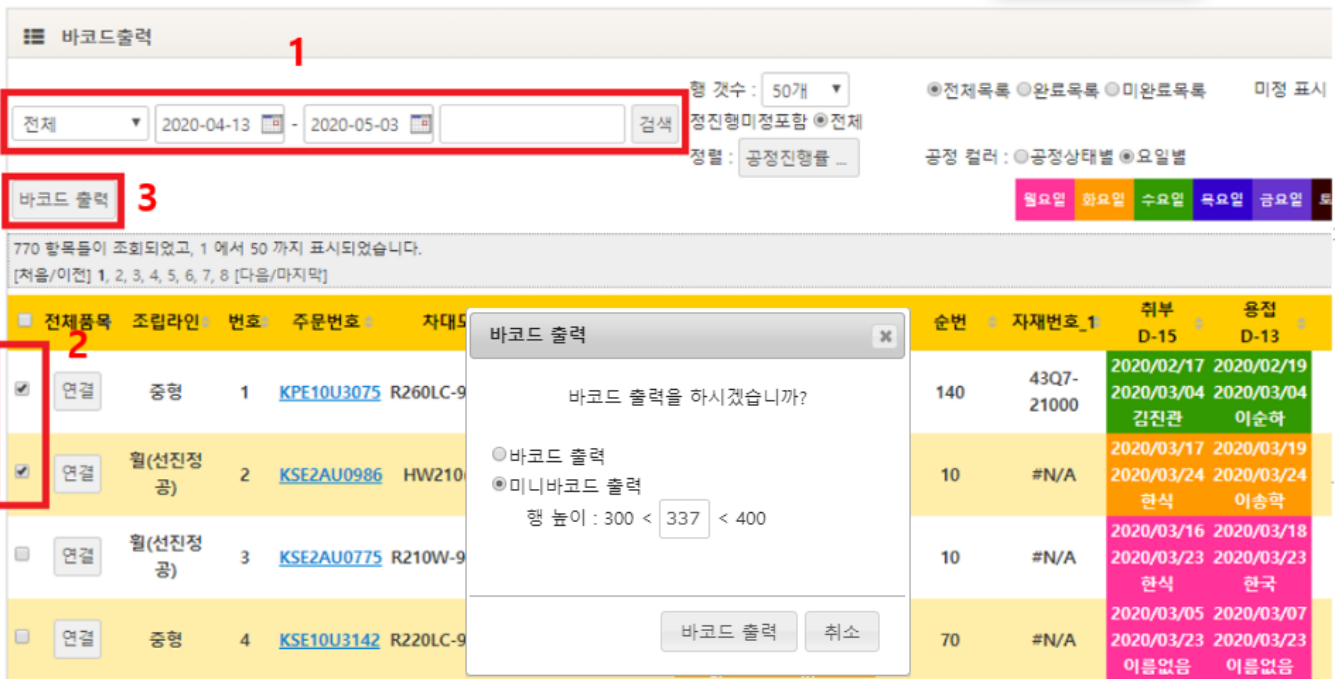 바코드출력
1
행 갯수 : 50개 ◉전체목록 ○완료목록 ○미완료목록 미정 표시
전체 2020-04-13 - 2020-05-03 검색 정진행미정포함 ◉전체
정렬 : 공정진행률 ... 공정 컬러 : ○공정상태별 ◉요일별
바코드 출력 3 월요일 화요일 수요일 목요일 금요일 토
770 항목들이 조회되었고, 1 에서 50 까지 표시되었습니다.
[처음/이전] 1, 2, 3, 4, 5, 6, 7, 8 [다음/마지막]
전체품목 조립라인 번호 주문번호 차대모 순번 자재번호_1 취부 D-15 용접 D-13
2
연결 중형 1 KPE10U3075 R260LC-9 140 43Q7-21000
2020/02/17 2020/02/19
2020/03/04 2020/03/04
김진관 이순하
연결 휠(선진정공) 2 KSE2AU0986 HW210 10 #N/A
2020/03/17 2020/03/19
2020/03/24 2020/03/24
한식 이송학
연결 휠(선진정공) 3 KSE2AU0775 R210W-9 10 #N/A
2020/03/16 2020/03/18
2020/03/23 2020/03/23
한식 한국
연결 중형 4 KSE10U3142 R220LC-9 70 #N/A
2020/03/05 2020/03/07
2020/03/23 2020/03/23
이름없음 이름없음
바코드 출력
바코드 출력을 하시겠습니까?
○바코드 출력
◉미니바코드 출력
행 높이 : 300 < 337 < 400
바코드 출력 취소